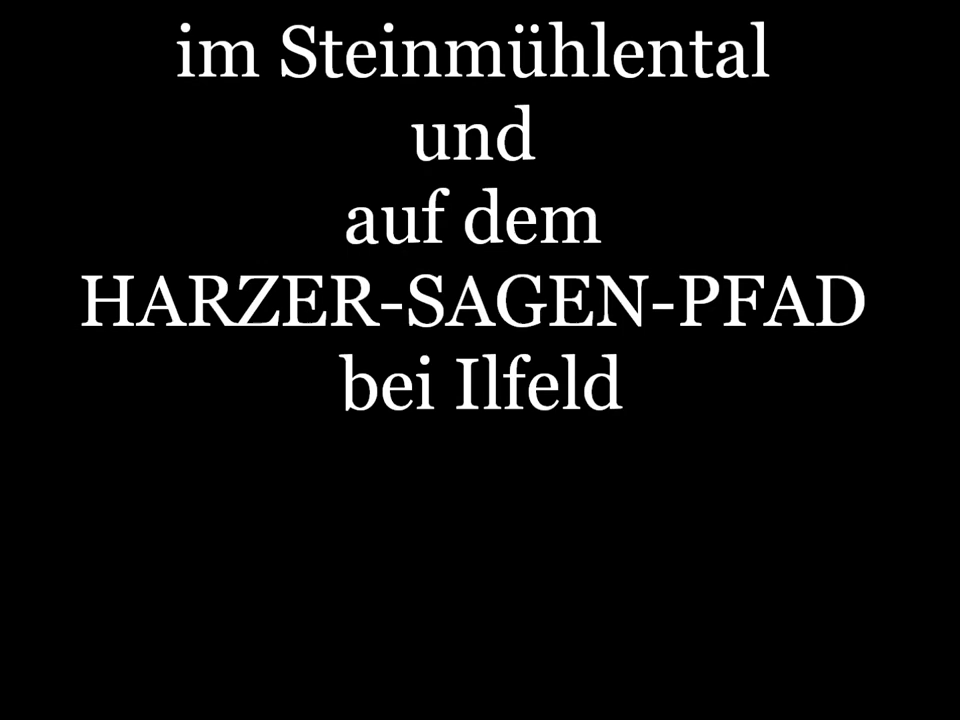 im Steinmühlental
und
auf dem
HARZER-SAGEN-PFAD
bei Ilfeld